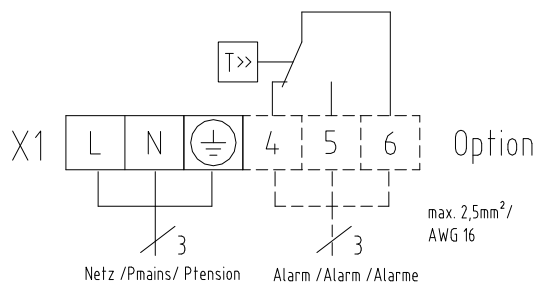 T>>
X1 L N 4 5 6 Option
max. 2,5mm²/
AWG 16
3 3
Netz /Pmains/ Ptension Alarm /Alarm /Alarme